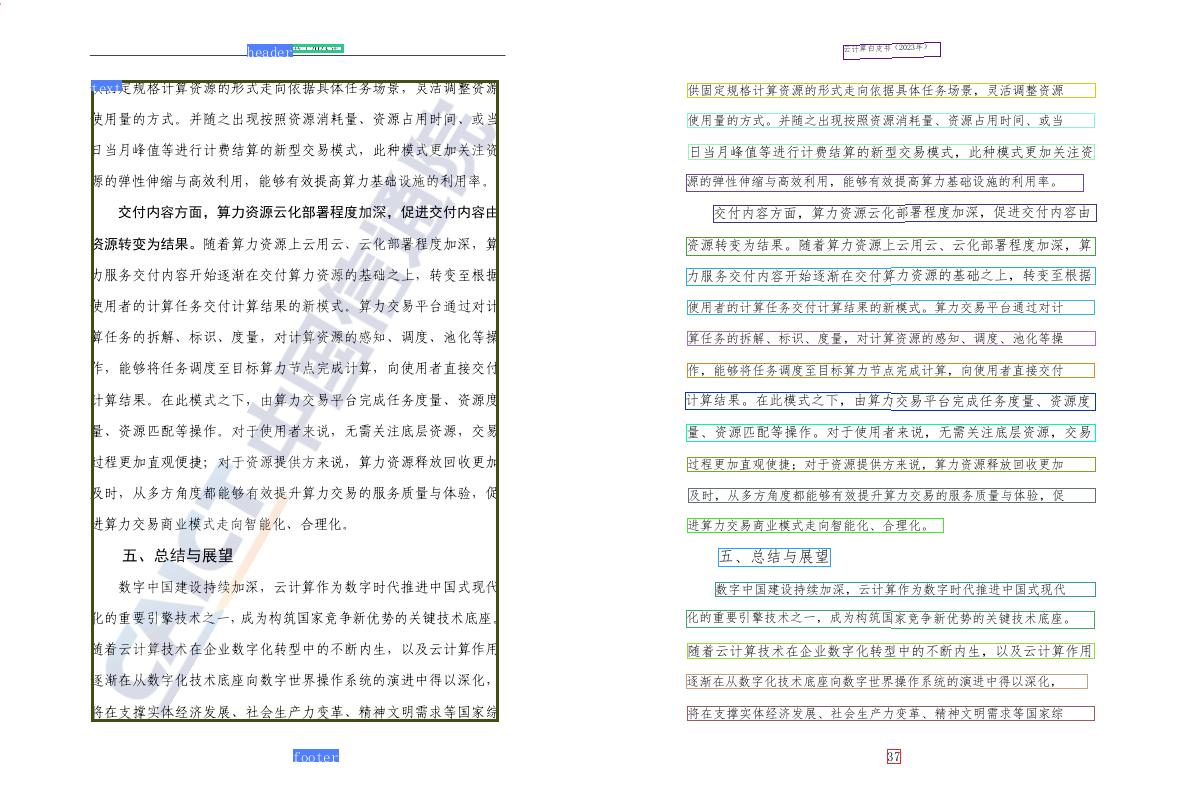 header
text
定规格计算资源的形式走向依据具体任务场景，灵活调整资源
使用量的方式。并随之出现按照资源消耗量、资源占用时间、或当
日当月峰值等进行计费结算的新型交易模式，此种模式更加关注资
源的弹性伸缩与高效利用，能够有效提高算力基础设施的利用率。
交付内容方面，算力资源云化部署程度加深，促进交付内容由
资源转变为结果。随着算力资源上云用云、云化部署程度加深，算
力服务交付内容开始逐渐在交付算力资源的基础之上，转变至根据
使用者的计算任务交付计算结果的新模式。算力交易平台通过对计
算任务的拆解、标识、度量，对计算资源的感知、调度、池化等操
作，能够将任务调度至目标算力节点完成计算，向使用者直接交付
计算结果。在此模式之下，由算力交易平台完成任务度量、资源度
量、资源匹配等操作。对于使用者来说，无需关注底层资源，交易
过程更加直观便捷；对于资源提供方来说，算力资源释放回收更加
及时，从多方角度都能够有效提升算力交易的服务质量与体验，促
进算力交易商业模式走向智能化、合理化。
五、总结与展望
数字中国建设持续加深，云计算作为数字时代推进中国式现代
化的重要引擎技术之一，成为构筑国家竞争新优势的关键技术底座。
随着云计算技术在企业数字化转型中的不断内生，以及云计算作用
逐渐在从数字化技术底座向数字世界操作系统的演进中得以深化，
将在支撑实体经济发展、社会生产力变革、精神文明需求等国家综
CAICT 中国信通院
footer
云计算白皮书（2023年）
供固定规格计算资源的形式走向依据具体任务场景，灵活调整资源
使用量的方式。并随之出现按照资源消耗量、资源占用时间、或当
日当月峰值等进行计费结算的新型交易模式，此种模式更加关注资
源的弹性伸缩与高效利用，能够有效提高算力基础设施的利用率。
交付内容方面，算力资源云化部署程度加深，促进交付内容由
资源转变为结果。随着算力资源上云用云、云化部署程度加深，算
力服务交付内容开始逐渐在交付算力资源的基础之上，转变至根据
使用者的计算任务交付计算结果的新模式。算力交易平台通过对计
算任务的拆解、标识、度量，对计算资源的感知、调度、池化等操
作，能够将任务调度至目标算力节点完成计算，向使用者直接交付
计算结果。在此模式之下，由算力交易平台完成任务度量、资源度
量、资源匹配等操作。对于使用者来说，无需关注底层资源，交易
过程更加直观便捷；对于资源提供方来说，算力资源释放回收更加
及时，从多方角度都能够有效提升算力交易的服务质量与体验，促
进算力交易商业模式走向智能化、合理化。
五、总结与展望
数字中国建设持续加深，云计算作为数字时代推进中国式现代
化的重要引擎技术之一，成为构筑国家竞争新优势的关键技术底座。
随着云计算技术在企业数字化转型中的不断内生，以及云计算作用
逐渐在从数字化技术底座向数字世界操作系统的演进中得以深化，
将在支撑实体经济发展、社会生产力变革、精神文明需求等国家综
37